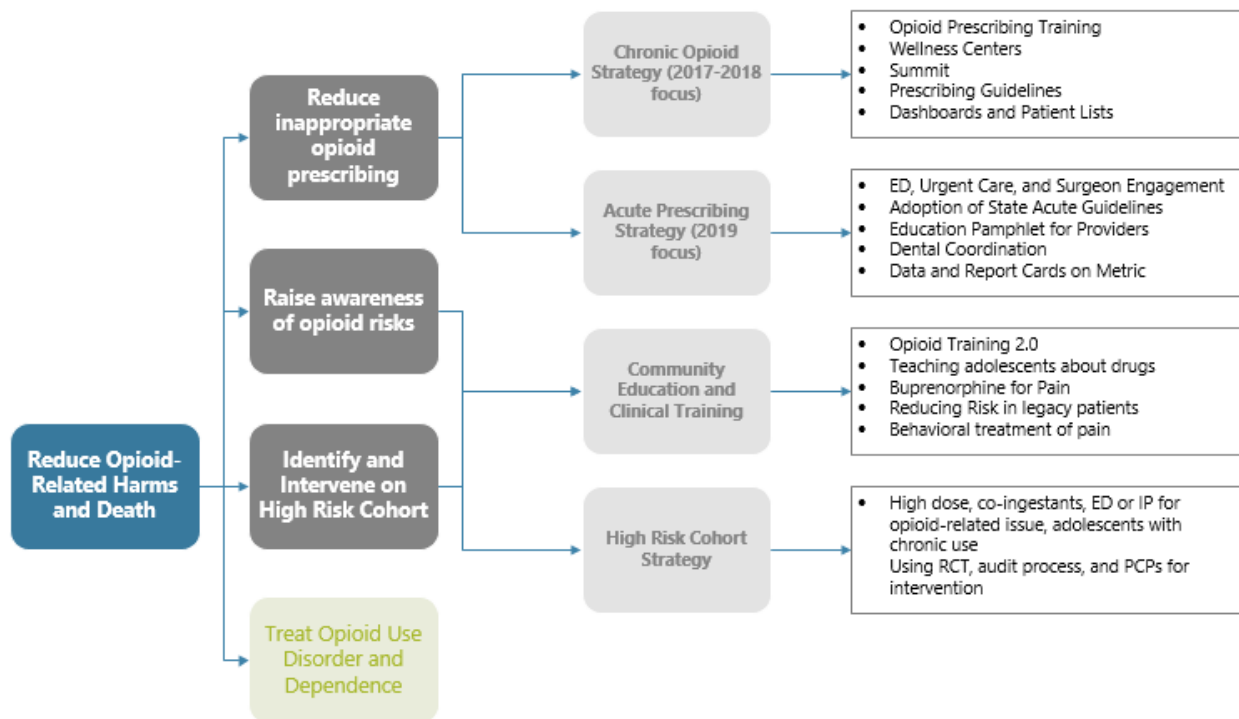 Reduce Opioid-
Related Harms
and Death
Reduce
inappropriate
opioid
prescribing
Raise awareness
of opioid risks
Identify and
Intervene on
High Risk Cohort
Treat Opioid Use
Disorder and
Dependence
Chronic Opioid
Strategy (2017-2018
focus)
• Opioid Prescribing Training
• Wellness Centers
• Summit
• Prescribing Guidelines
• Dashboards and Patient Lists
Acute Prescribing
Strategy (2019
focus)
• ED, Urgent Care, and Surgeon Engagement
• Adoption of State Acute Guidelines
• Education Pamphlet for Providers
• Dental Coordination
• Data and Report Cards on Metric
Community
Education and
Clinical Training
• Opioid Training 2.0
• Teaching adolescents about drugs
• Buprenorphine for Pain
• Reducing Risk in legacy patients
• Behavioral treatment of pain
High Risk Cohort
Strategy
• High dose, co-ingestants, ED or IP for
opioid-related issue, adolescents with
chronic use
Using RCT, audit process, and PCPs for
intervention